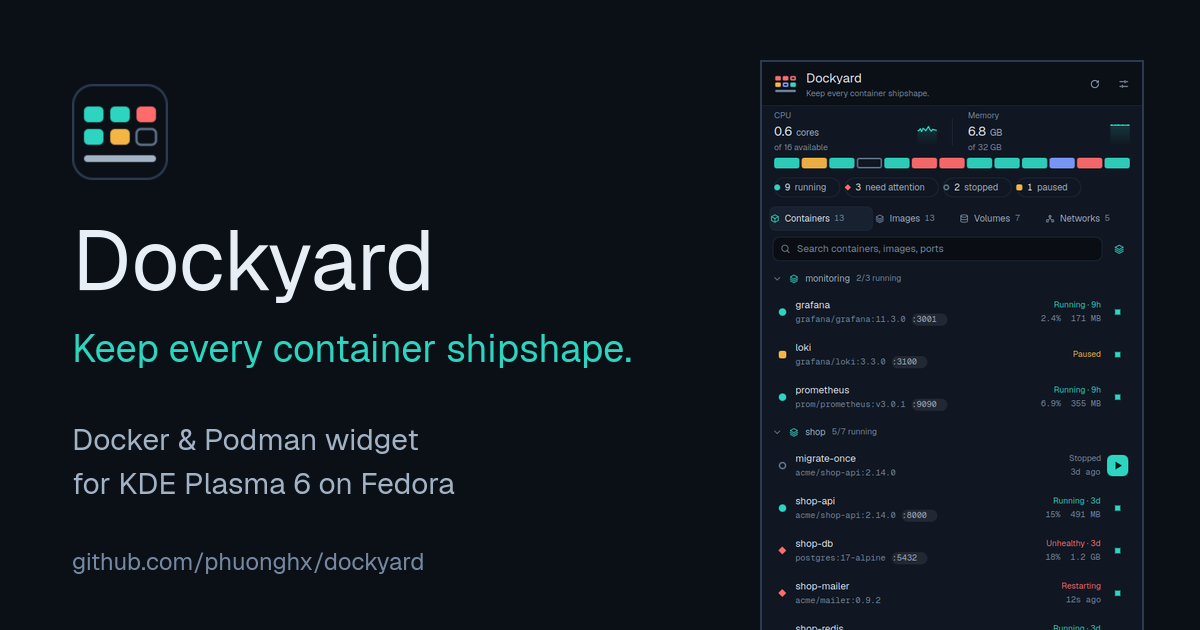 Dockyard
Keep every container shipshape.
Docker & Podman widget
for KDE Plasma 6 on Fedora
github.com/phuonghx/dockyard
Dockyard
Keep every container shipshape.
CPU
0.6 cores
of 16 available
Memory
6.8 GB
of 32 GB
9 running
3 need attention
2 stopped
1 paused
Containers 13
Images 13
Volumes 7
Networks 5
Search containers, images, ports
monitoring 2/3 running
grafana
Running · 9h
grafana/grafana:11.3.0 :3001
2.4% 171 MB
loki
grafana/loki:3.3.0 :3100
Paused
prometheus
Running · 9h
prom/prometheus:v3.0.1 :9090
6.9% 355 MB
shop 5/7 running
migrate-once
Stopped
acme/shop-api:2.14.0
3d ago
shop-api
Running · 3d
acme/shop-api:2.14.0 :8000
15% 491 MB
shop-db
Unhealthy · 3d
postgres:17-alpine :5432
18% 1.2 GB
shop-mailer
Restarting
acme/mailer:0.9.2
12s ago
shop-redis
Running · 3d